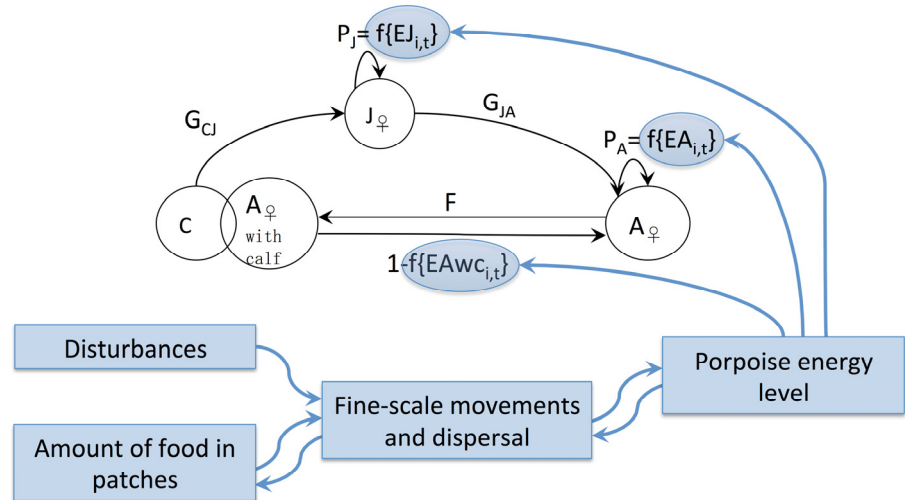 P_J= f{EJ_i,t}
J♀
G_CJ
G_JA
P_A= f{EA_i,t}
C
A♀
with
calf
F
A♀
1-f{EAwc_i,t}
Disturbances
Porpoise energy
level
Fine-scale movements
and dispersal
Amount of food in
patches